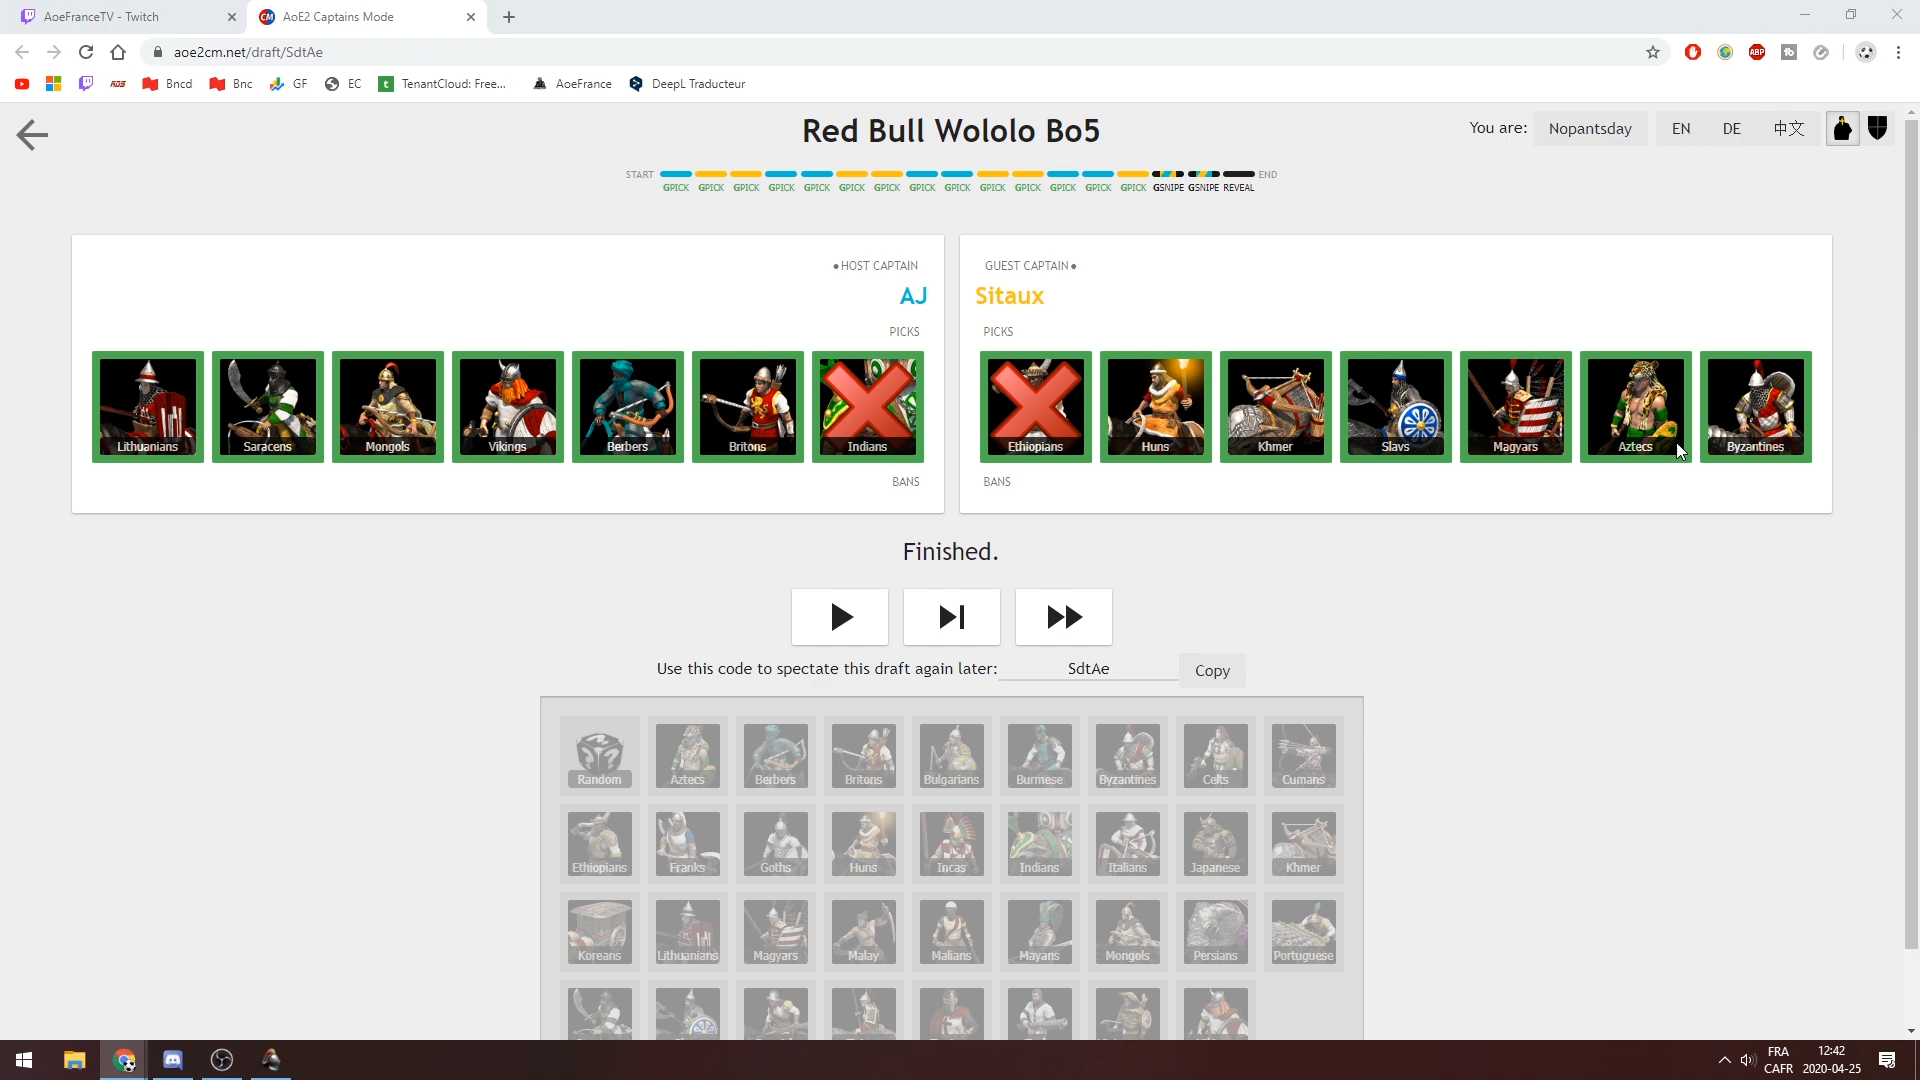 AoeFranceTV - Twitch
AoE2 Captains Mode
aoe2cm.net/draft/SdtAe
Bncd
Bnc
GF
EC
TenantCloud: Free...
AoeFrance
DeepL Traducteur
Red Bull Wololo Bo5
You are: Nopantsday EN DE 中文
START GPICK GPICK GPICK GPICK GPICK GPICK GPICK GPICK GPICK GPICK GPICK GPICK GPICK GPICK GSNIPE GSNIPE REVEAL END
HOST CAPTAIN
AJ
PICKS
Lithuanians Saracens Mongols Vikings Berbers Britons Indians
BANS
GUEST CAPTAIN
Sitaux
PICKS
Ethiopians Huns Khmer Slavs Magyars Aztecs Byzantines
BANS
Finished.
Use this code to spectate this draft again later: SdtAe Copy
Random Aztecs Berbers Britons Bulgarians Burmese Byzantines Celts Cumans
Ethiopians Franks Goths Huns Incas Indians Italians Japanese Khmer
Koreans Lithuanians Magyars Malay Malians Mayans Mongols Persians Portuguese
FRA
CAFR
12:42
2020-04-25